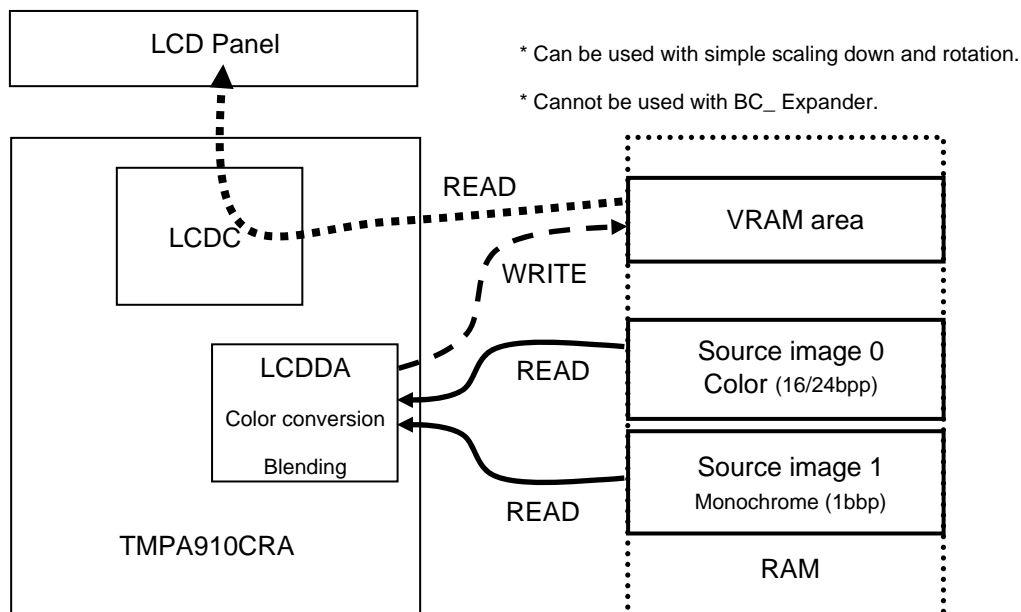 LCD Panel
* Can be used with simple scaling down and rotation.
* Cannot be used with BC_ Expander.
READ
VRAM area
LCDC
WRITE
LCDDA
Color conversion
Blending
READ
Source image 0
Color (16/24bpp)
Source image 1
Monochrome (1bbp)
READ
TMPA910CRA
RAM